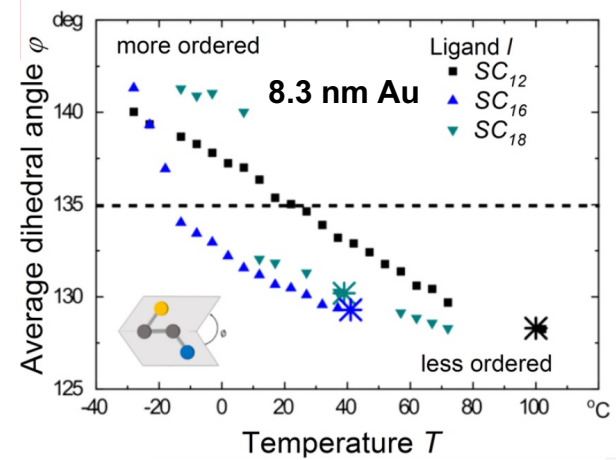 deg
more ordered
Ligand l
8.3 nm Au
SC12
SC16
SC18
Average dihedral angle φ
140
135
130
125
less ordered
φ
-40 -20 0 20 40 60 80 100 °C
Temperature T